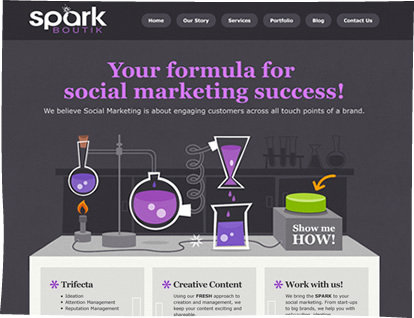 spark
BOUTIK
Home Our Story Services Portfolio Blog Contact Us
Your formula for
social marketing success!
We believe Social Marketing is about engaging customers across all touch points of a brand.
Show me
HOW!
Trifecta
• Ideation
• Attention Management
• Reputation Management
Creative Content
Using our FRESH approach to
creation and management, we
keep your content exciting and
shareable.
Work with us!
We bring the SPARK to your
social marketing. From start-ups
to big brands, we help you with